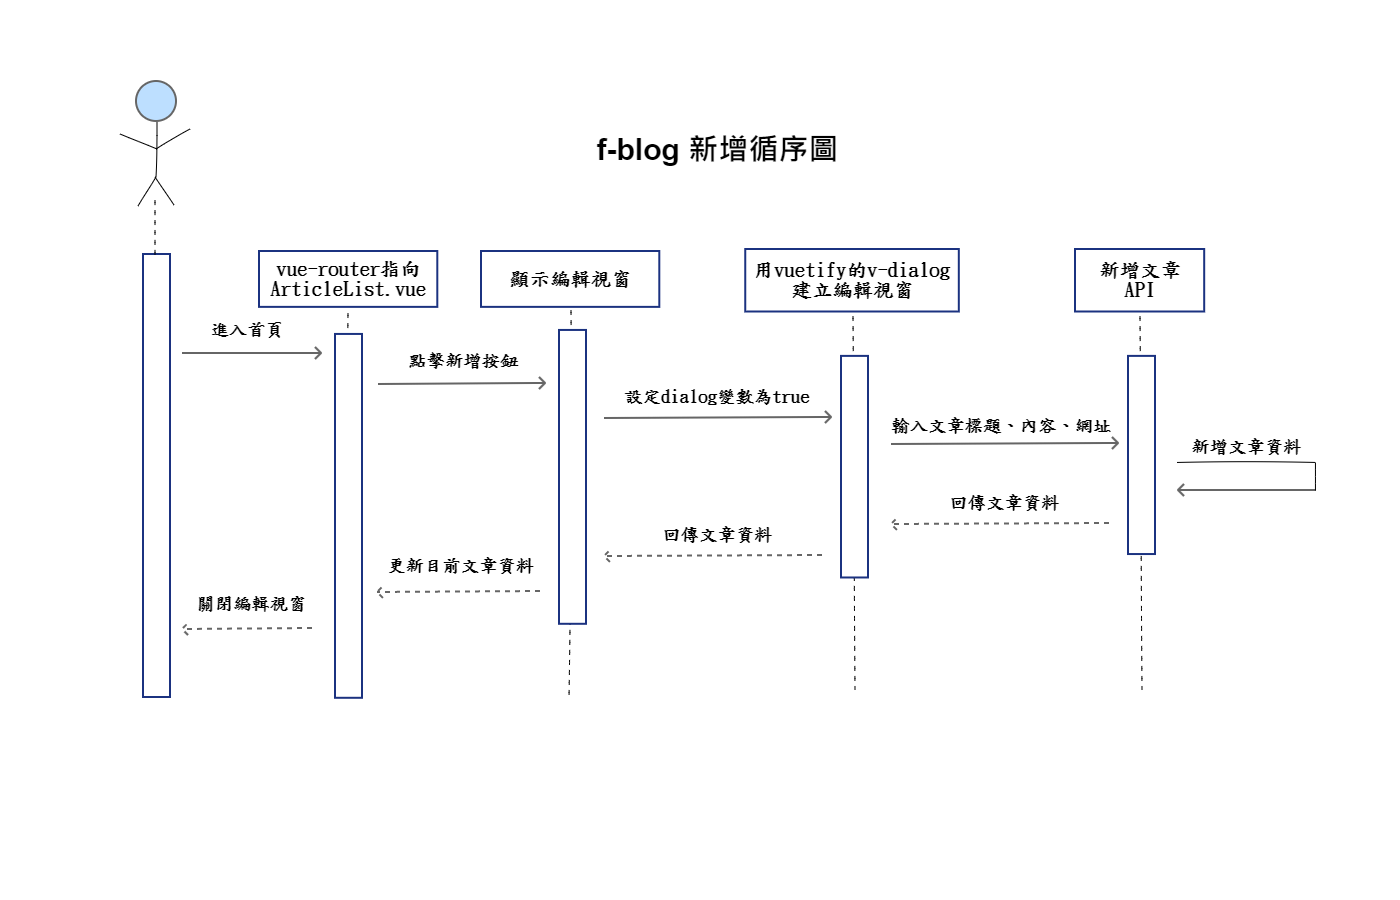 f-blog 新增循序圖
vue-router指向
ArticleList.vue
顯示編輯視窗
用vuetify的v-dialog
建立編輯視窗
新增文章
API
進入首頁
點擊新增按鈕
設定dialog變數為true
輸入文章標題、內容、網址
新增文章資料
回傳文章資料
回傳文章資料
更新目前文章資料
關閉編輯視窗